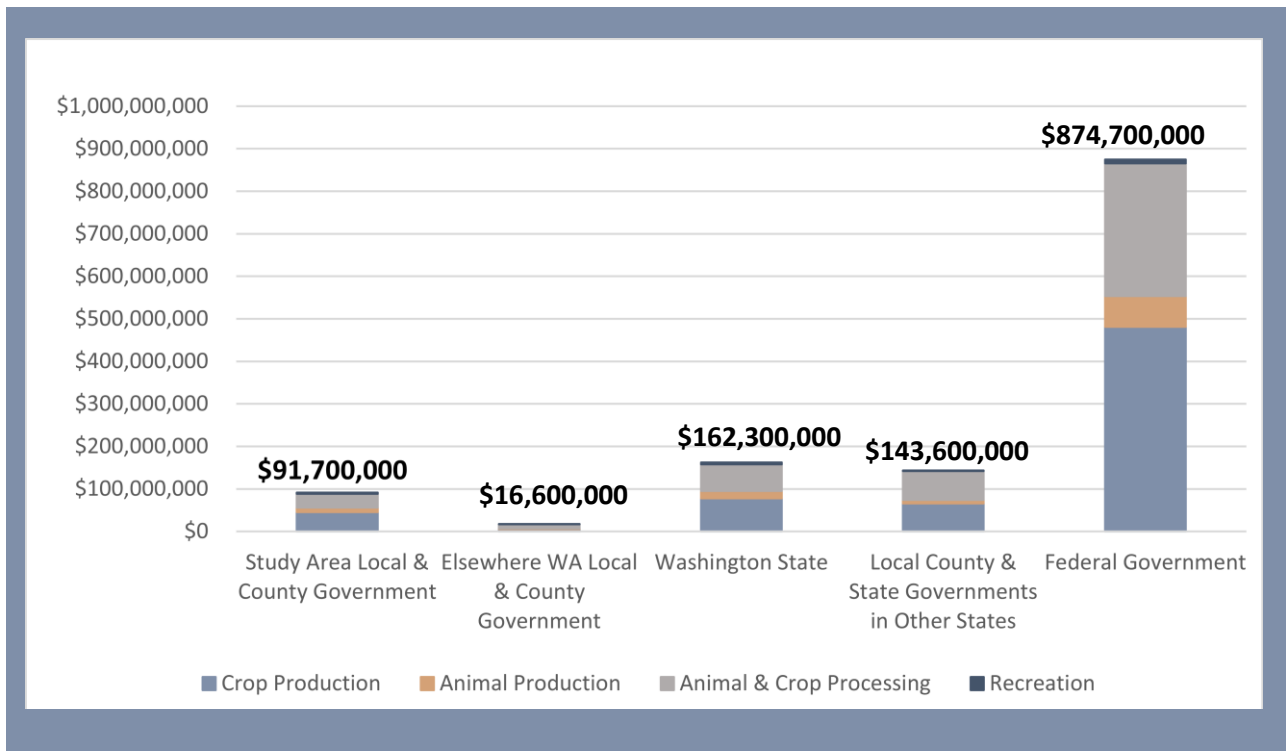 $1,000,000,000
$900,000,000
$800,000,000
$700,000,000
$600,000,000
$500,000,000
$400,000,000
$300,000,000
$200,000,000
$100,000,000
$0
$91,700,000
$16,600,000
$162,300,000
$143,600,000
$874,700,000
Study Area Local &
County Government
Elsewhere WA Local
& County
Government
Washington State
Local County &
State Governments
in Other States
Federal Government
Crop Production
Animal Production
Animal & Crop Processing
Recreation